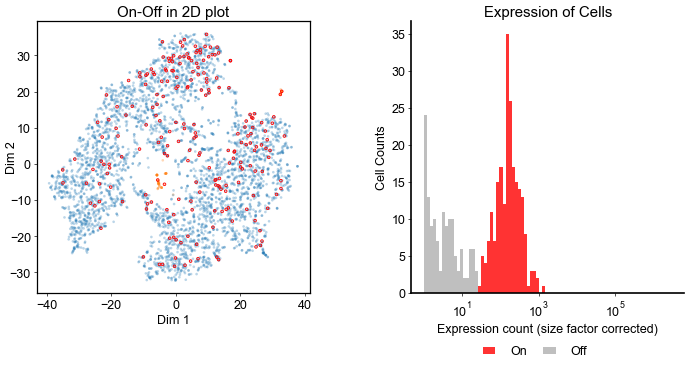 On-Off in 2D plot
30
20
10
0
−10
−20
−30
Dim 2
−40
−20
0
20
40
Dim 1
Expression of Cells
35
30
25
20
15
10
5
0
Cell Counts
10^1
10^3
10^5
Expression count (size factor corrected)
On
Off